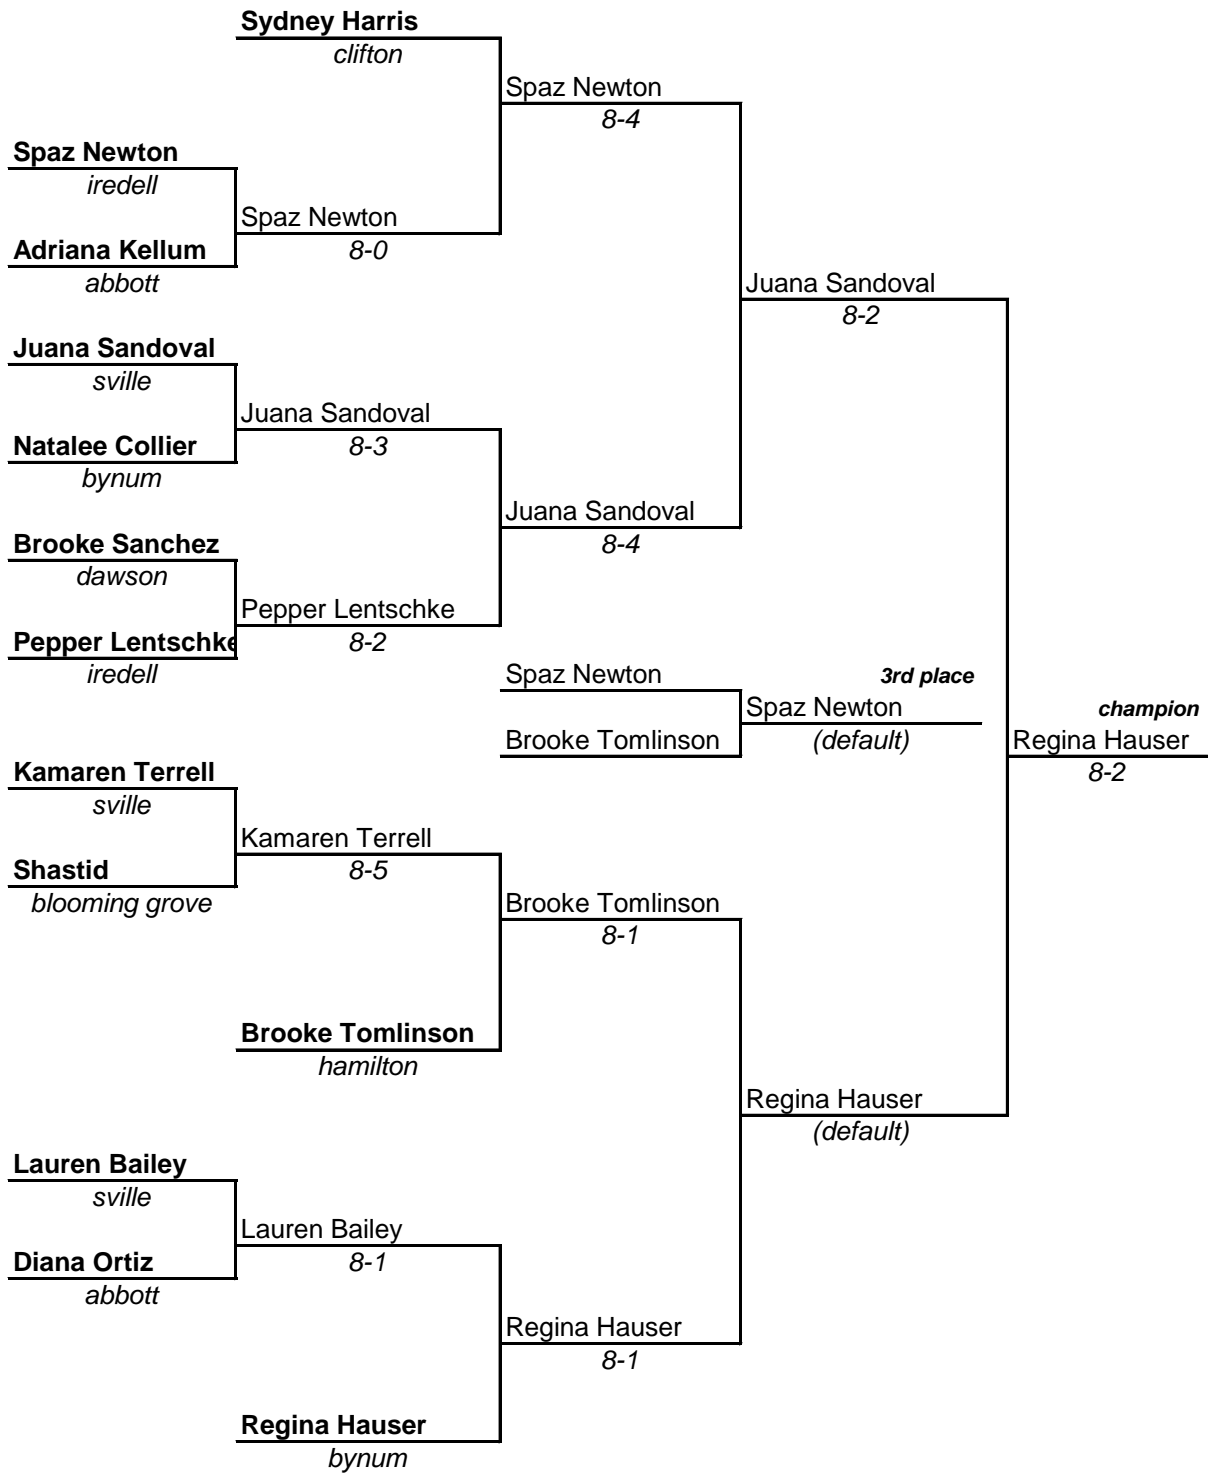 Sydney Harris
clifton
Spaz Newton
8-4
Spaz Newton
iredell
Spaz Newton
8-0
Adriana Kellum
abbott
Juana Sandoval
8-2
Juana Sandoval
sville
Juana Sandoval
8-3
Natalee Collier
bynum
Juana Sandoval
8-4
Brooke Sanchez
dawson
Pepper Lentschke
8-2
Pepper Lentschke
iredell
Spaz Newton
3rd place
Spaz Newton
(default)
champion
Brooke Tomlinson
Regina Hauser
8-2
Kamaren Terrell
sville
Kamaren Terrell
8-5
Shastid
blooming grove
Brooke Tomlinson
8-1
Brooke Tomlinson
hamilton
Regina Hauser
(default)
Lauren Bailey
sville
Lauren Bailey
8-1
Diana Ortiz
abbott
Regina Hauser
8-1
Regina Hauser
bynum